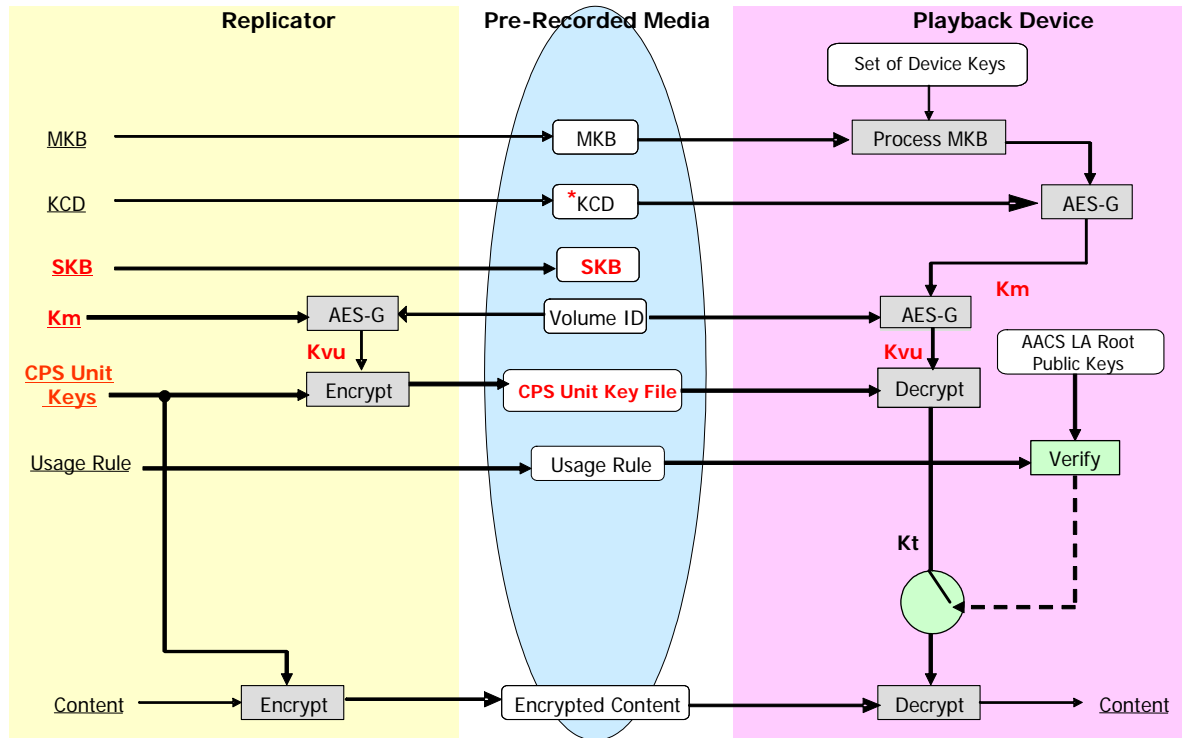 Replicator
Pre-Recorded Media
Playback Device
Set of Device Keys
MKB
MKB
Process MKB
KCD
*KCD
AES-G
SKB
SKB
Km
Km
AES-G
Volume ID
AES-G
Kvu
Kvu
AACS LA Root
Public Keys
CPS Unit
Keys
Encrypt
CPS Unit Key File
Decrypt
Usage Rule
Usage Rule
Verify
Kt
Content
Encrypt
Encrypted Content
Decrypt
Content